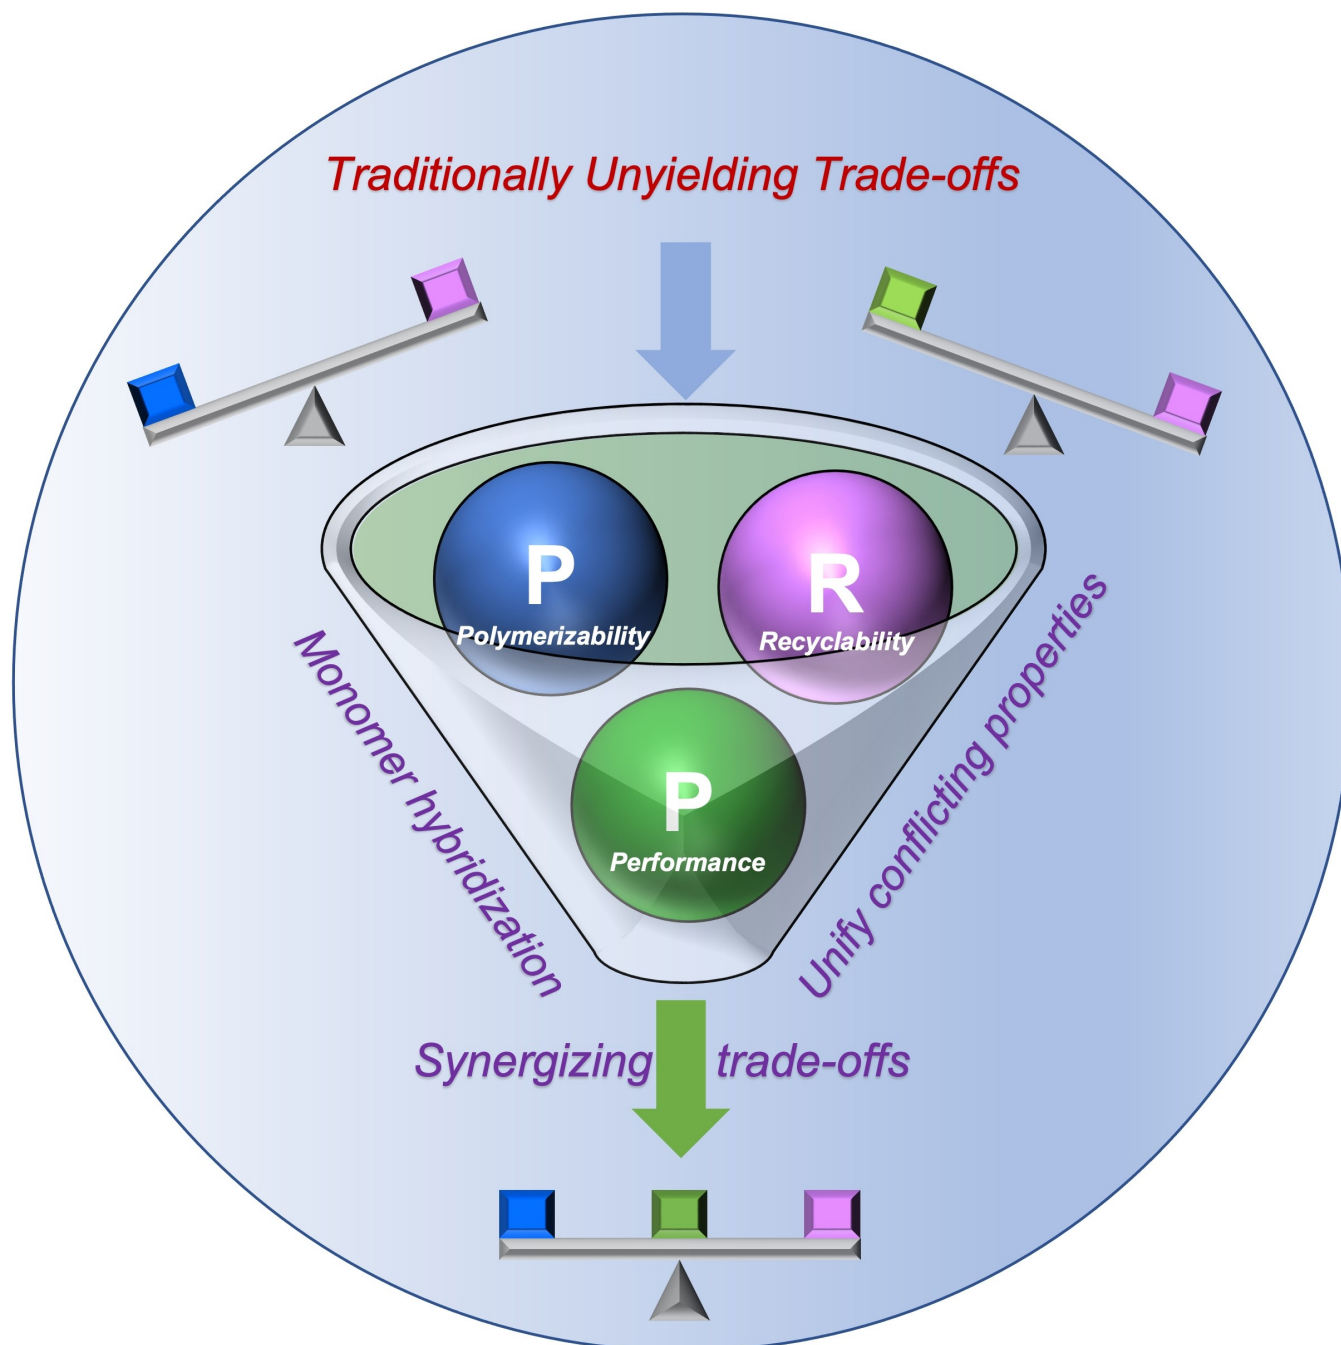 Traditionally Unyielding Trade-offs
P
Polymerizability
R
Recyclability
P
Performance
Monomer hybridization
Unify conflicting properties
Synergizing trade-offs